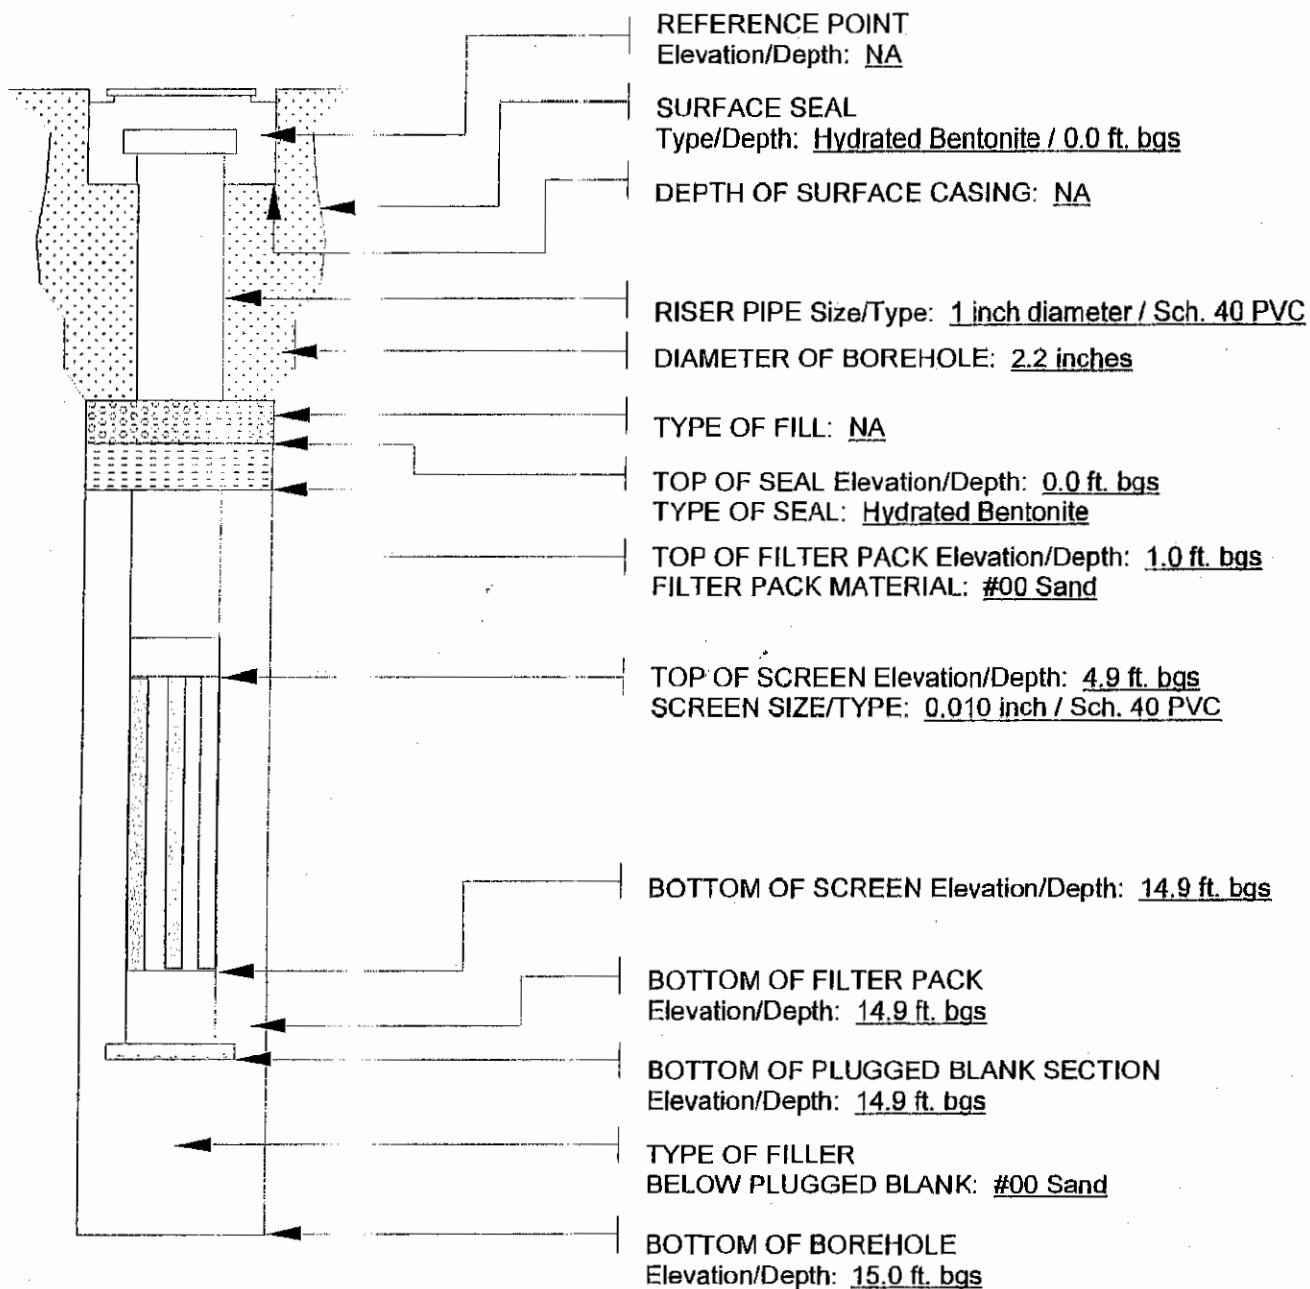 REFERENCE POINT
Elevation/Depth: NA
SURFACE SEAL
Type/Depth: Hydrated Bentonite / 0.0 ft. bgs
DEPTH OF SURFACE CASING: NA
RISER PIPE Size/Type: 1 inch diameter / Sch. 40 PVC
DIAMETER OF BOREHOLE: 2.2 inches
TYPE OF FILL: NA
TOP OF SEAL Elevation/Depth: 0.0 ft. bgs
TYPE OF SEAL: Hydrated Bentonite
TOP OF FILTER PACK Elevation/Depth: 1.0 ft. bgs
FILTER PACK MATERIAL: #00 Sand
TOP OF SCREEN Elevation/Depth: 4.9 ft. bgs
SCREEN SIZE/TYPE: 0.010 inch / Sch. 40 PVC
BOTTOM OF SCREEN Elevation/Depth: 14.9 ft. bgs
BOTTOM OF FILTER PACK
Elevation/Depth: 14.9 ft. bgs
BOTTOM OF PLUGGED BLANK SECTION
Elevation/Depth: 14.9 ft. bgs
TYPE OF FILLER
BELOW PLUGGED BLANK: #00 Sand
BOTTOM OF BOREHOLE
Elevation/Depth: 15.0 ft. bgs